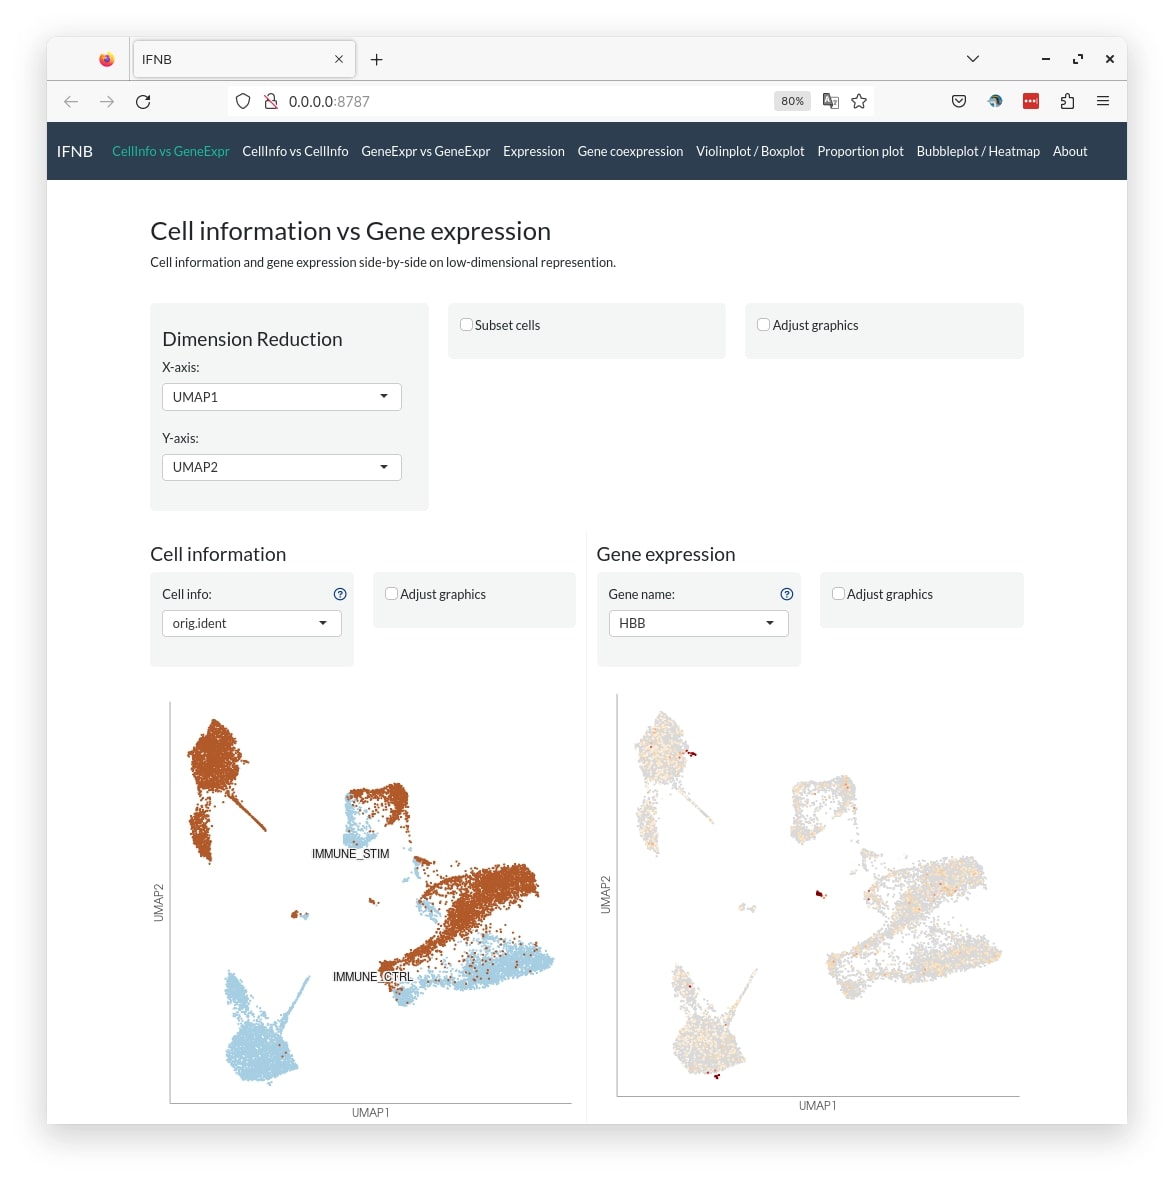 IFNB
0.0.0.0:8787
80%
IFNB CellInfo vs GeneExpr CellInfo vs CellInfo GeneExpr vs GeneExpr Expression Gene coexpression Violinplot / Boxplot Proportion plot Bubbleplot / Heatmap About
Cell information vs Gene expression
Cell information and gene expression side-by-side on low-dimensional represention.
Dimension Reduction
X-axis:
UMAP1
Y-axis:
UMAP2
Subset cells
Adjust graphics
Cell information
Cell info:
orig.ident
Adjust graphics
Gene expression
Gene name:
HBB
Adjust graphics
IMMUNE_STIM
IMMUNE_CTRL
UMAP2
UMAP1
UMAP2
UMAP1